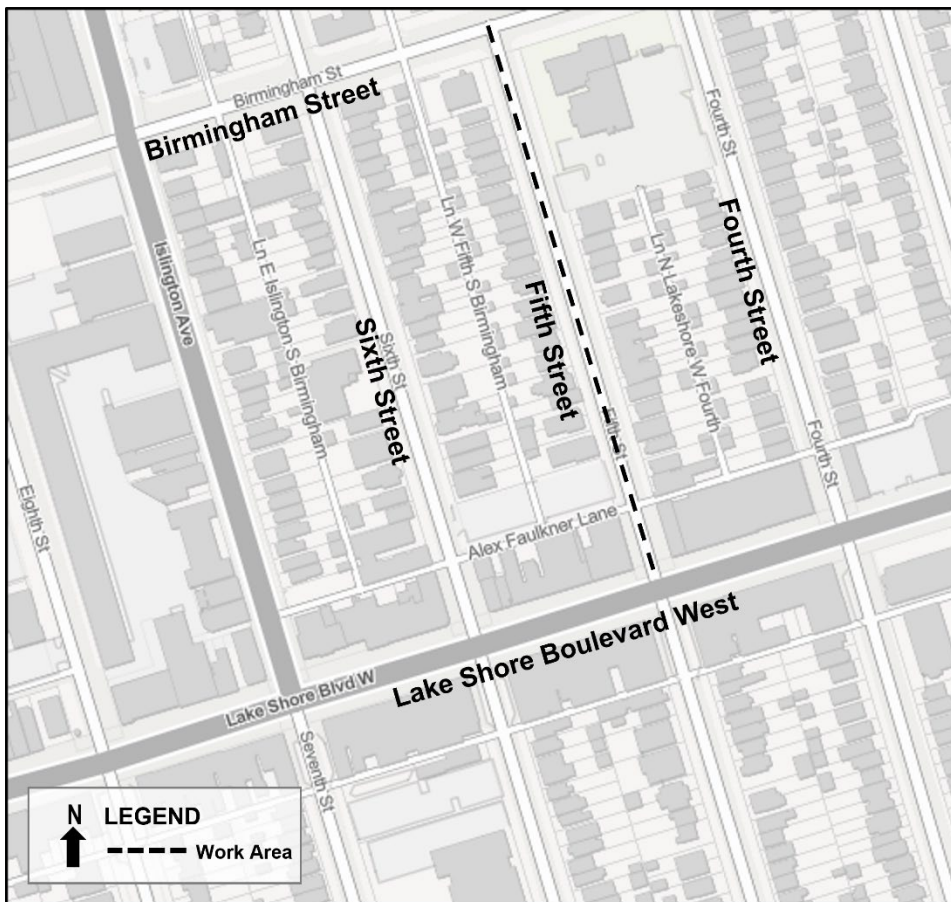 Birmingham St
Birmingham Street
Fourth St
Fourth Street
Islington Ave
Ln E Islington S Birmingham
Sixth St
Sixth Street
Ln W Fifth S Birmingham
Fifth Street
Fifth St
Ln N Lakeshore W Fourth
Fourth St
Eighth St
Alex Faulkner Lane
Lake Shore Boulevard West
Lake Shore Blvd W
Seventh St
N LEGEND
Work Area